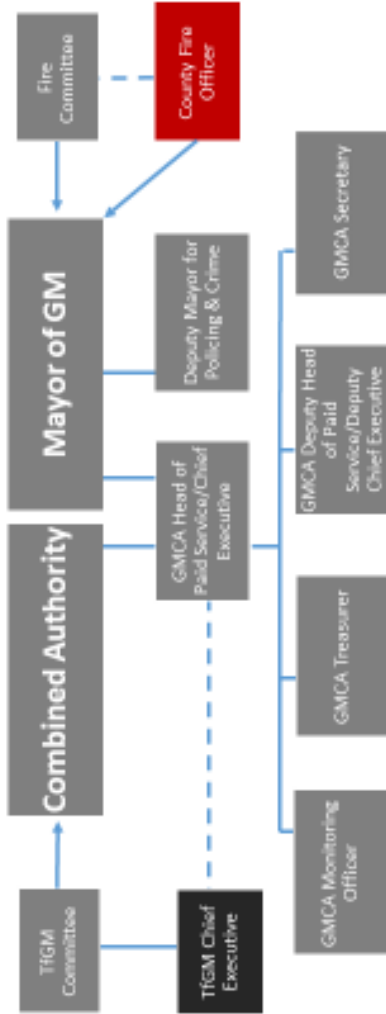 TfGM
Committee
Combined Authority
Mayor of GM
Fire
Committee
TfGM Chief
Executive
GMCA Head of
Paid Service/Chief
Executive
Deputy Mayor for
Policing & Crime
County Fire
Officer
GMCA Monitoring
Officer
GMCA Treasurer
GMCA Deputy Head
of Paid
Service/Deputy
Chief Executive
GMCA Secretary